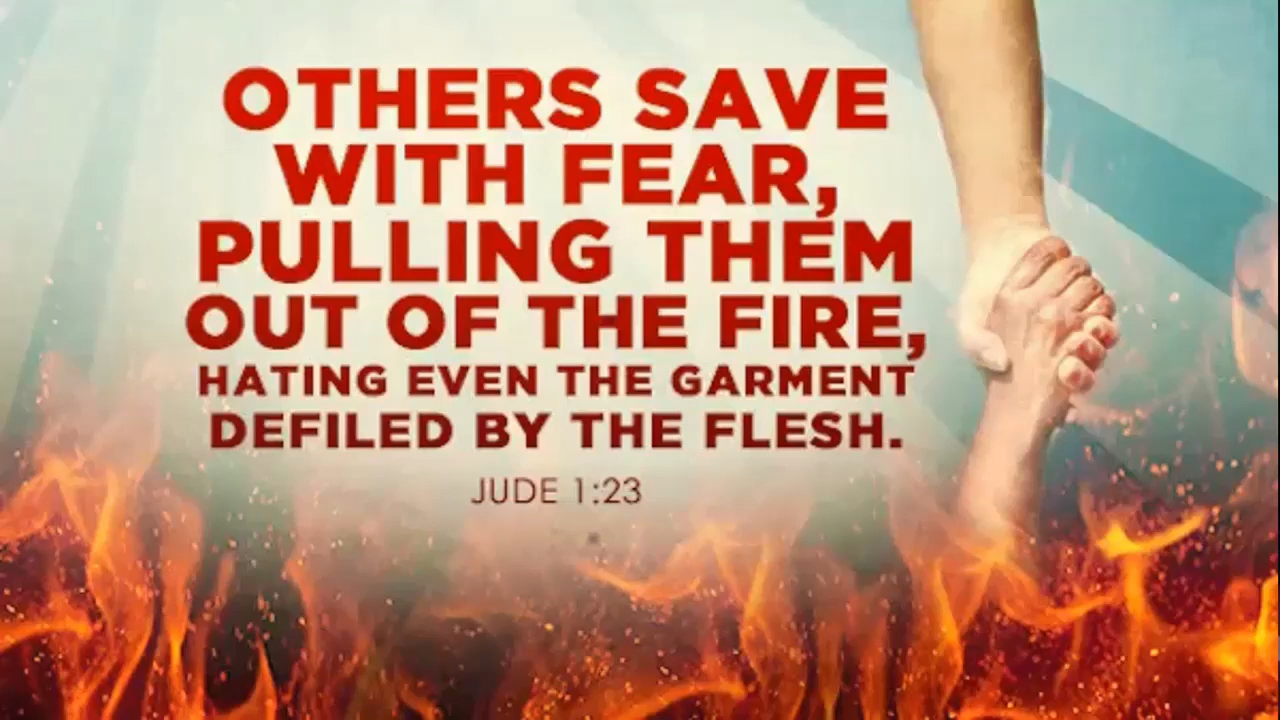 OTHERS SAVE
WITH FEAR,
PULLING THEM
OUT OF THE FIRE,
HATING EVEN THE GARMENT
DEFILED BY THE FLESH.
JUDE 1:23